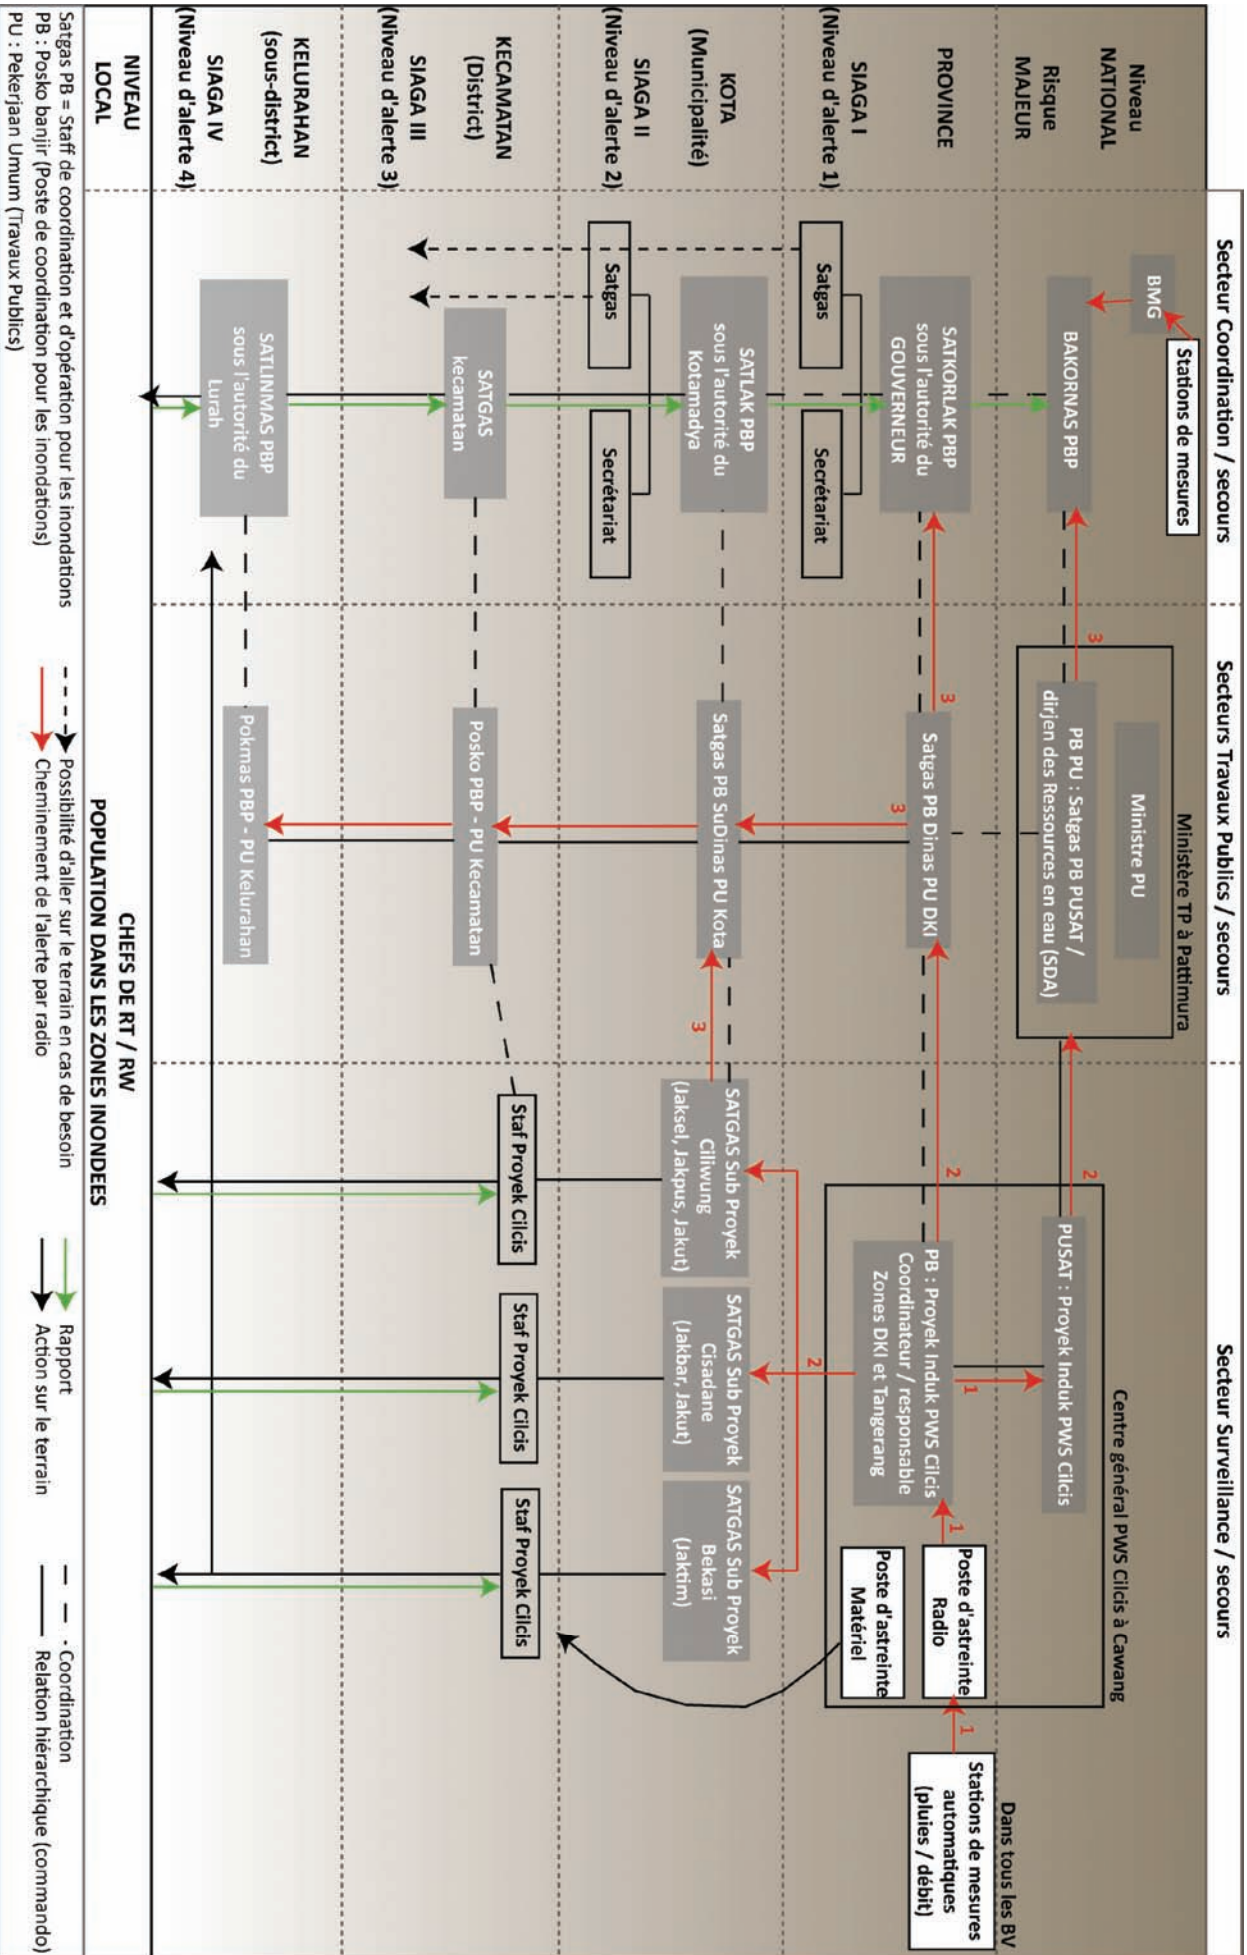 Secteur Coordination / secours
Secteurs Travaux Publics / secours
Secteur Surveillance / secours
Niveau
NATIONAL
Risque
MAJEUR
BMG
Stations de mesures
BAKORNAS PBP
3
Ministère TP à Pattimura
Ministre PU
PB PU : Satgas PB PUSAT /
dirjen des Ressources en eau (SDA)
2
Centre général PWS Cilcis à Cawang
PUSAT : Proyek Induk PWS Cilcis
Dans tous les BV
PROVINCE
SIAGA I
(Niveau d'alerte 1)
SATKORLAK PBP
sous l'autorité du
GOUVERNEUR
Satgas
Secrétariat
3
Satgas PB Dinas PU DKI
3
2
1
PB : Proyek Induk PWS Cilcis
Coordinateur / responsable
Zones DKI et Tangerang
2
1
Poste d'astreinte
Radio
Poste d'astreinte
Matériel
1
Stations de mesures
automatiques
(pluies / débit)
KOTA
(Municipalité)
SIAGA II
(Niveau d'alerte 2)
SATLAK PBP
sous l'autorité du
Kotamadya
Satgas
Secrétariat
Satgas PB SuDinas PU Kota
3
SATGAS Sub Proyek
Ciliwung
(Jaksel, Jakpus, Jakut)
SATGAS Sub Proyek
Cisadane
(Jakbar, Jakut)
SATGAS Sub Proyek
Bekasi
(Jaktim)
KECAMATAN
(District)
SIAGA III
(Niveau d'alerte 3)
SATGAS
kecamatan
Posko PBP - PU Kecamatan
Staf Proyek Cilcis
Staf Proyek Cilcis
Staf Proyek Cilcis
KELURAHAN
(sous-district)
SIAGA IV
(Niveau d'alerte 4)
SATLINMAS PBP
sous l'autorité du
Lurah
Pokmas PBP - PU Kelurahan
NIVEAU
LOCAL
CHEFS DE RT / RW
POPULATION DANS LES ZONES INONDEES
Satgas PB = Staff de coordination et d'opération pour les inondations
PB : Posko banjir (Poste de coordination pour les inondations)
PU : Pekerjaan Umum (Travaux Publics)
Possibilité d'aller sur le terrain en cas de besoin
Cheminement de l'alerte par radio
Rapport
Action sur le terrain
Coordination
Relation hiérarchique (commando)